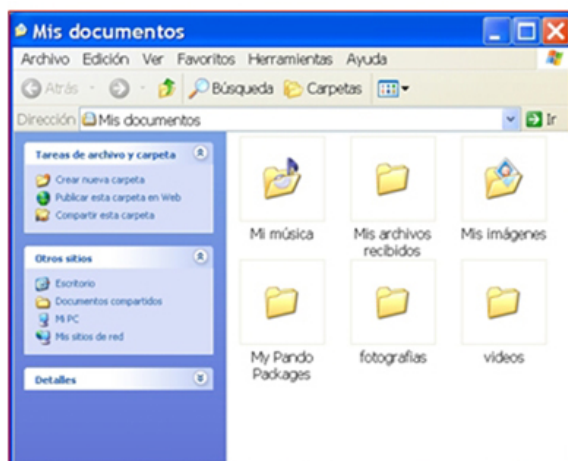 Mis documentos
Archivo Edición Ver Favoritos Herramientas Ayuda
Atrás Búsqueda Carpetas
Dirección Mis documentos Ir
Tareas de archivo y carpeta
Crear nueva carpeta
Publicar esta carpeta en Web
Compartir esta carpeta
Otros sitios
Escritorio
Documentos compartidos
Mi PC
Mis sitios de red
Detalles
Mi música
Mis archivos
recibidos
Mis imágenes
My Pando
Packages
fotografias
videos